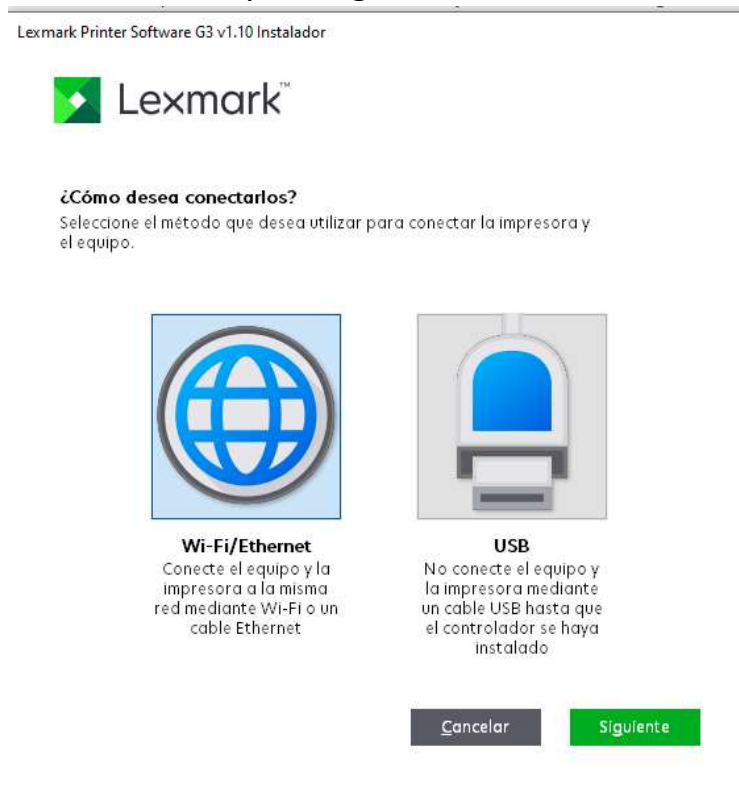 Lexmark Printer Software G3 v1.10 Instalador
Lexmark™
¿Cómo desea conectarlos?
Seleccione el método que desea utilizar para conectar la impresora y
el equipo.
Wi-Fi/Ethernet
Conecte el equipo y la
impresora a la misma
red mediante Wi-Fi o un
cable Ethernet
USB
No conecte el equipo y
la impresora mediante
un cable USB hasta que
el controlador se haya
instalado
Cancelar
Siguiente